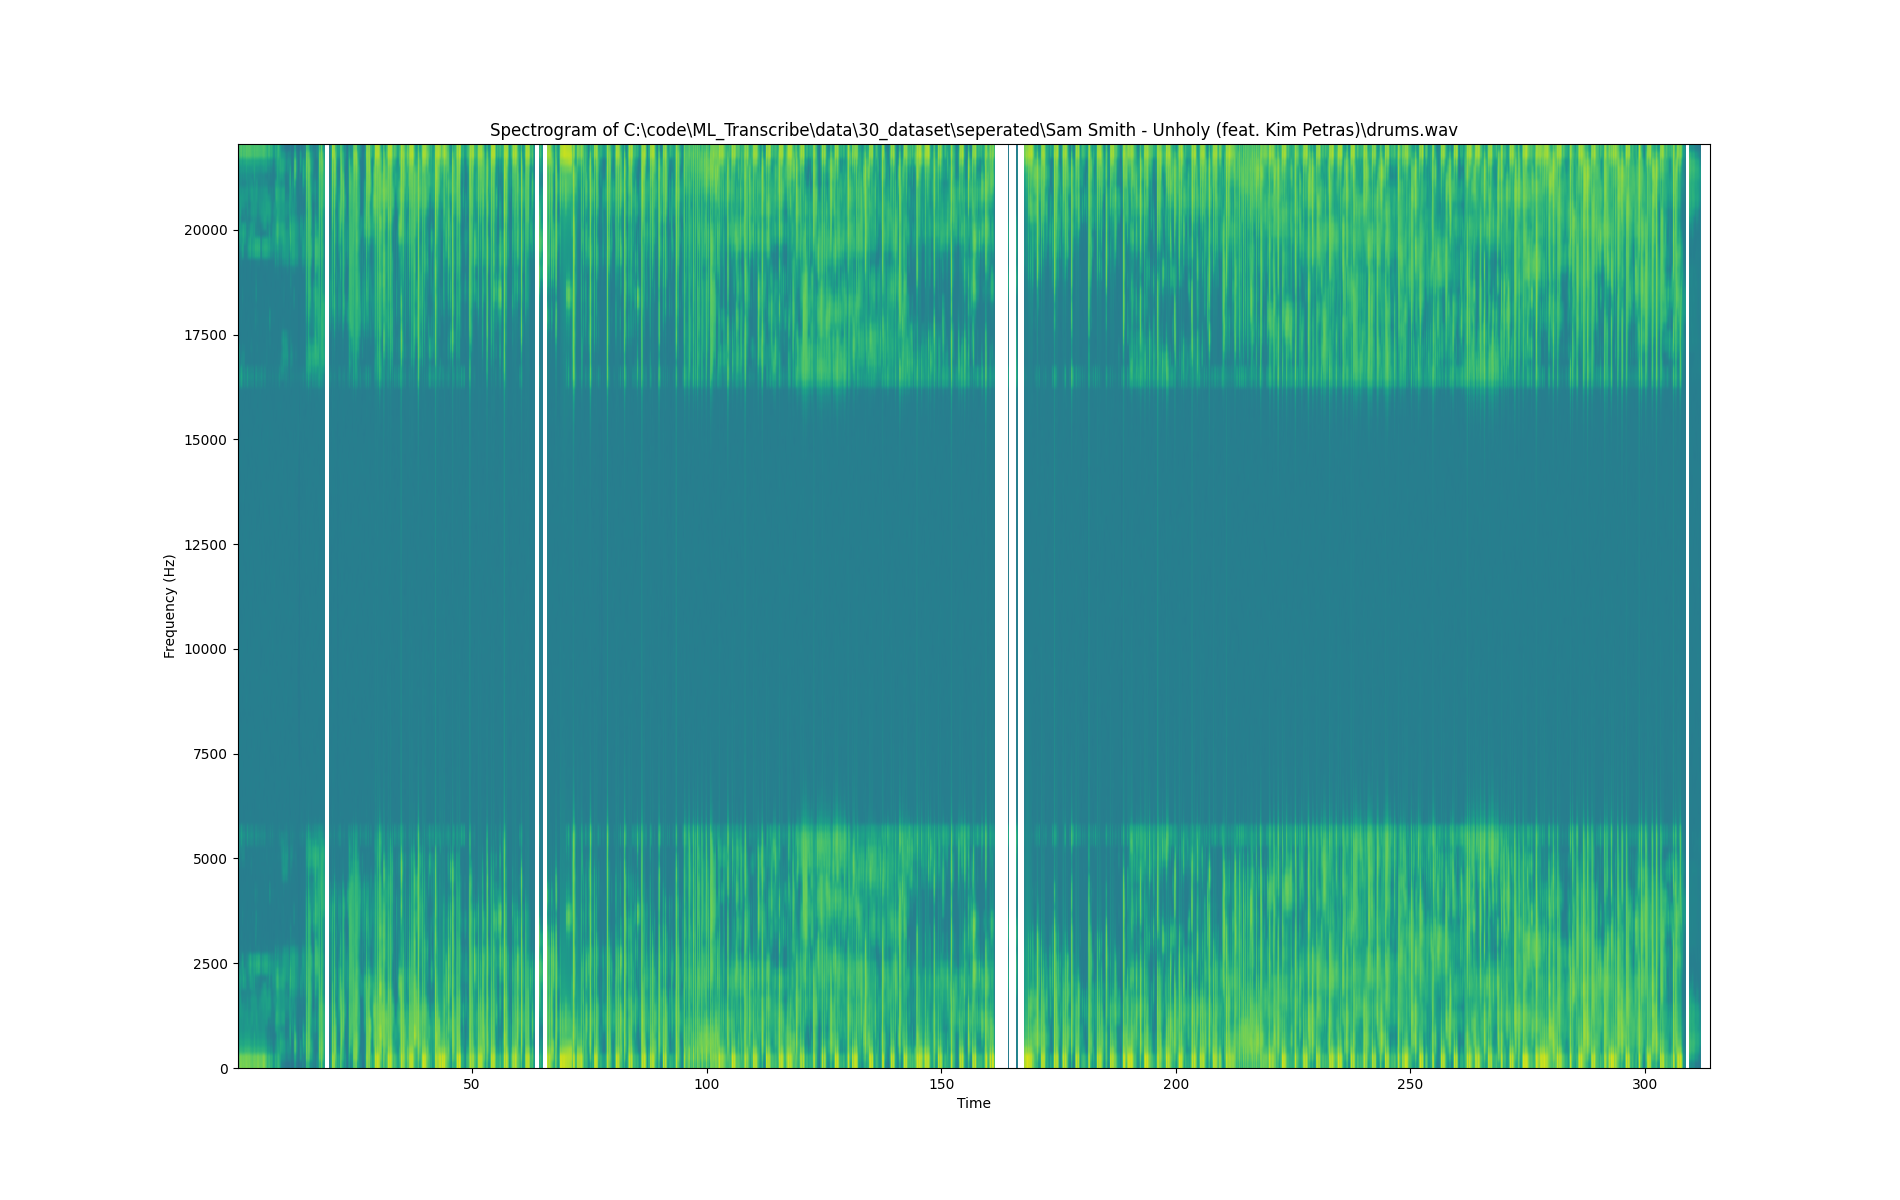 Spectrogram of C:\code\ML_Transcribe\data\30_dataset\seperated\Sam Smith - Unholy (feat. Kim Petras)\drums.wav
Frequency (Hz)
20000
17500
15000
12500
10000
7500
5000
2500
0
50 100 150 200 250 300
Time